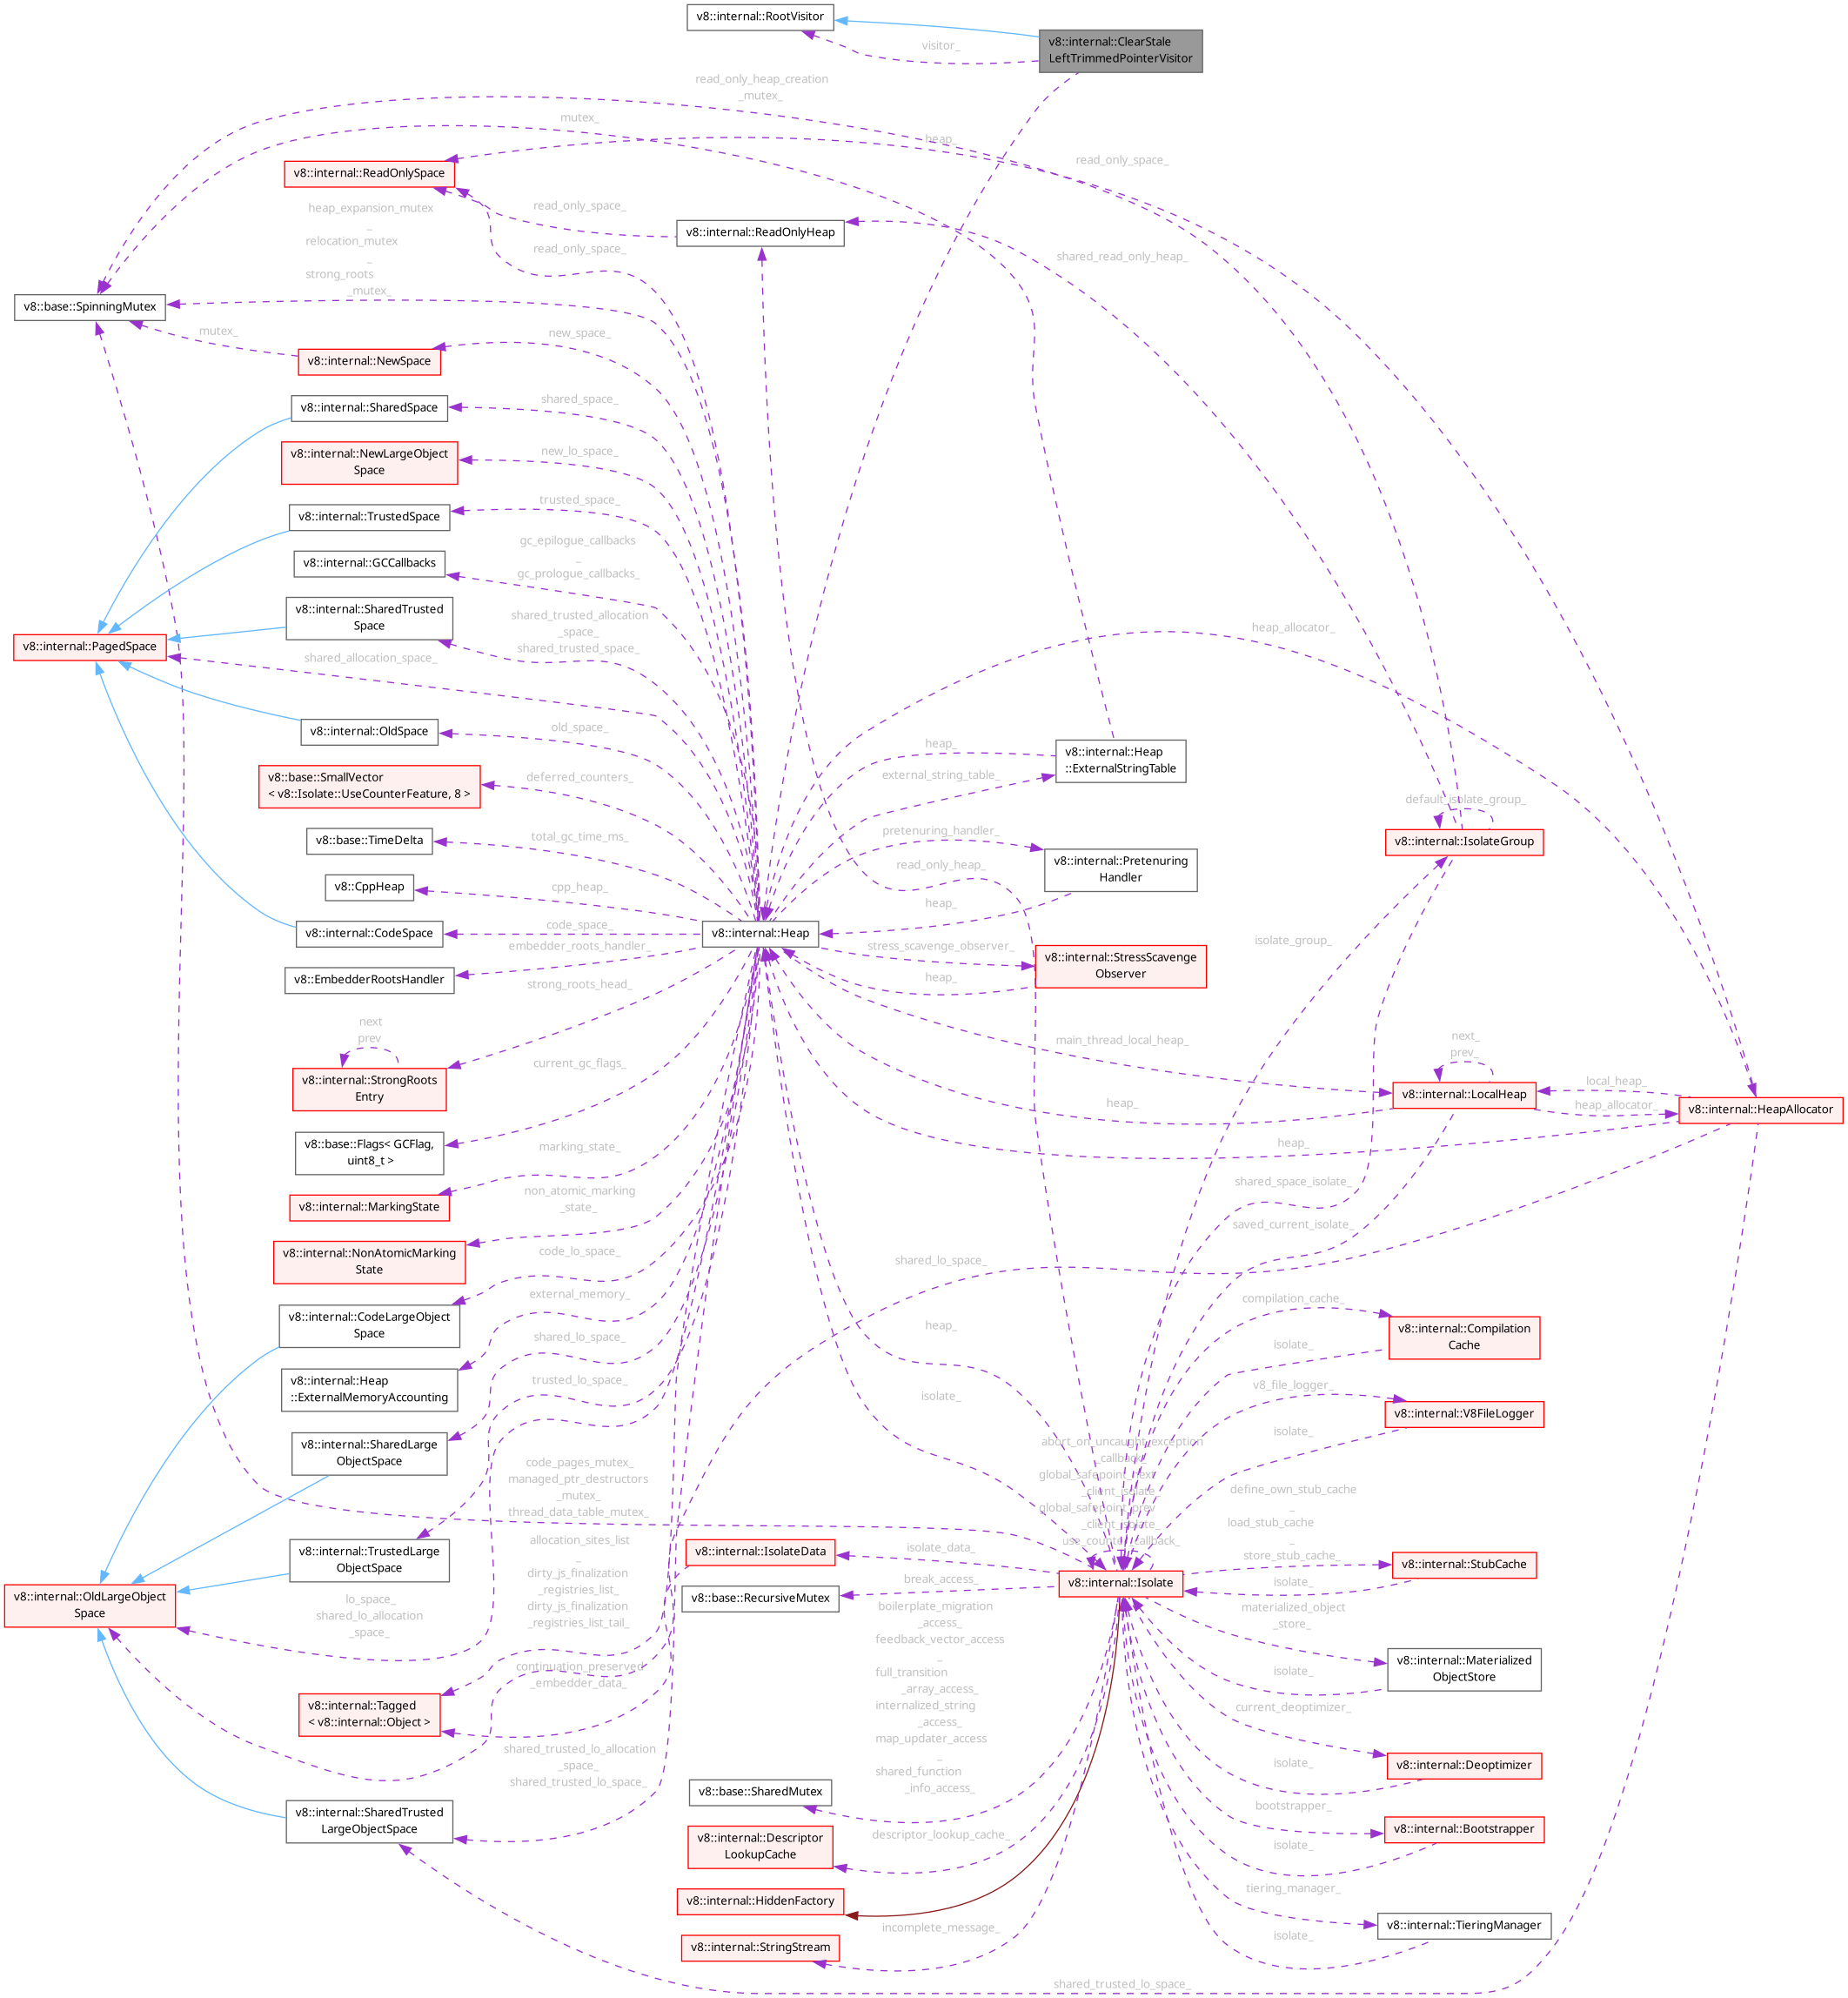 v8::internal::RootVisitor
v8::internal::ClearStale
LeftTrimmedPointerVisitor
visitor_
read_only_heap_creation
_mutex_
mutex_
heap_
read_only_space_
v8::internal::ReadOnlySpace
read_only_space_
heap_expansion_mutex
_
relocation_mutex
_
strong_roots
_mutex_
v8::internal::ReadOnlyHeap
read_only_space_
shared_read_only_heap_
v8::base::SpinningMutex
mutex_
new_space_
v8::internal::NewSpace
v8::internal::SharedSpace
shared_space_
v8::internal::NewLargeObject
Space
new_lo_space_
v8::internal::TrustedSpace
trusted_space_
v8::internal::GCCallbacks
gc_epilogue_callbacks
_
gc_prologue_callbacks_
v8::internal::SharedTrusted
Space
shared_trusted_allocation
_space_
shared_trusted_space_
heap_allocator_
v8::internal::PagedSpace
shared_allocation_space_
v8::internal::OldSpace
old_space_
heap_
v8::internal::Heap
::ExternalStringTable
v8::base::SmallVector
< v8::Isolate::UseCounterFeature, 8 >
deferred_counters_
external_string_table_
default_isolate_group_
v8::base::TimeDelta
total_gc_time_ms_
pretenuring_handler_
v8::internal::IsolateGroup
v8::internal::Pretenuring
Handler
read_only_heap_
v8::CppHeap
cpp_heap_
heap_
v8::internal::CodeSpace
code_space_
v8::internal::Heap
embedder_roots_handler_
stress_scavenge_observer_
isolate_group_
v8::internal::StressScavenge
Observer
v8::EmbedderRootsHandler
strong_roots_head_
heap_
next
prev
main_thread_local_heap_
next_
prev_
v8::internal::StrongRoots
Entry
current_gc_flags_
v8::internal::LocalHeap
local_heap_
heap_
heap_allocator_
v8::internal::HeapAllocator
v8::base::Flags< GCFlag,
uint8_t >
marking_state_
heap_
v8::internal::MarkingState
non_atomic_marking
_state_
shared_space_isolate_
v8::internal::NonAtomicMarking
State
code_lo_space_
shared_lo_space_
saved_current_isolate_
v8::internal::CodeLargeObject
Space
external_memory_
heap_
compilation_cache_
v8::internal::Compilation
Cache
shared_lo_space_
isolate_
v8::internal::Heap
::ExternalMemoryAccounting
trusted_lo_space_
isolate_
v8_file_logger_
v8::internal::V8FileLogger
isolate_
v8::internal::SharedLarge
ObjectSpace
code_pages_mutex_
managed_ptr_destructors
_mutex_
thread_data_table_mutex_
abort_on_uncaught_exception
_callback_
global_safepoint_next
_client_isolate_
global_safepoint_prev
_client_isolate_
use_counter_callback_
define_own_stub_cache
_
load_stub_cache
_
store_stub_cache_
v8::internal::TrustedLarge
ObjectSpace
allocation_sites_list
_
dirty_js_finalization
_registries_list_
dirty_js_finalization
_registries_list_tail_
v8::internal::IsolateData
isolate_data_
v8::internal::StubCache
v8::internal::Isolate
isolate_
v8::base::RecursiveMutex
break_access_
v8::internal::OldLargeObject
Space
lo_space_
shared_lo_allocation
_space_
boilerplate_migration
_access_
feedback_vector_access
_
full_transition
_array_access_
internalized_string
_access_
map_updater_access
_
shared_function
_info_access_
materialized_object
_store_
v8::internal::Materialized
ObjectStore
isolate_
continuation_preserved
_embedder_data_
v8::internal::Tagged
< v8::internal::Object >
current_deoptimizer_
v8::internal::Deoptimizer
isolate_
shared_trusted_lo_allocation
_space_
shared_trusted_lo_space_
v8::base::SharedMutex
bootstrapper_
v8::internal::Bootstrapper
v8::internal::SharedTrusted
LargeObjectSpace
v8::internal::Descriptor
LookupCache
descriptor_lookup_cache_
isolate_
v8::internal::HiddenFactory
tiering_manager_
v8::internal::TieringManager
v8::internal::StringStream
incomplete_message_
isolate_
shared_trusted_lo_space_